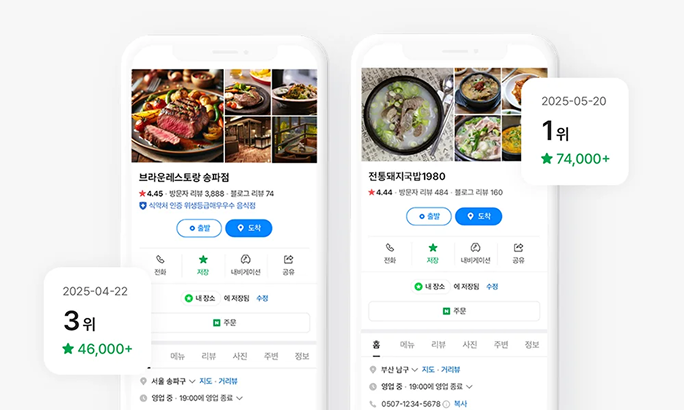 브라운레스토랑 송파점
★4.45 · 방문자 리뷰 3,888 · 블로그 리뷰 74
식약처 인증 위생등급매우우수 음식점
출발
도착
전화
저장
내비게이션
공유
내 장소 에 저장됨 수정
N 주문
메뉴
리뷰
사진
주변
정보
서울 송파구
지도 · 거리뷰
영업 중 · 19:00에 영업 종료
2025-04-22
3위
★ 46,000+
전통돼지국밥1980
★4.44 · 방문자 리뷰 484 · 블로그 리뷰 160
출발
도착
전화
저장
내비게이션
공유
내 장소 에 저장됨 수정
N 주문
홈
메뉴
리뷰
사진
주변
정보
부산 남구
지도 · 거리뷰
영업 중 · 19:00에 영업 종료
0507-1234-5678 복사
2025-05-20
1위
★ 74,000+